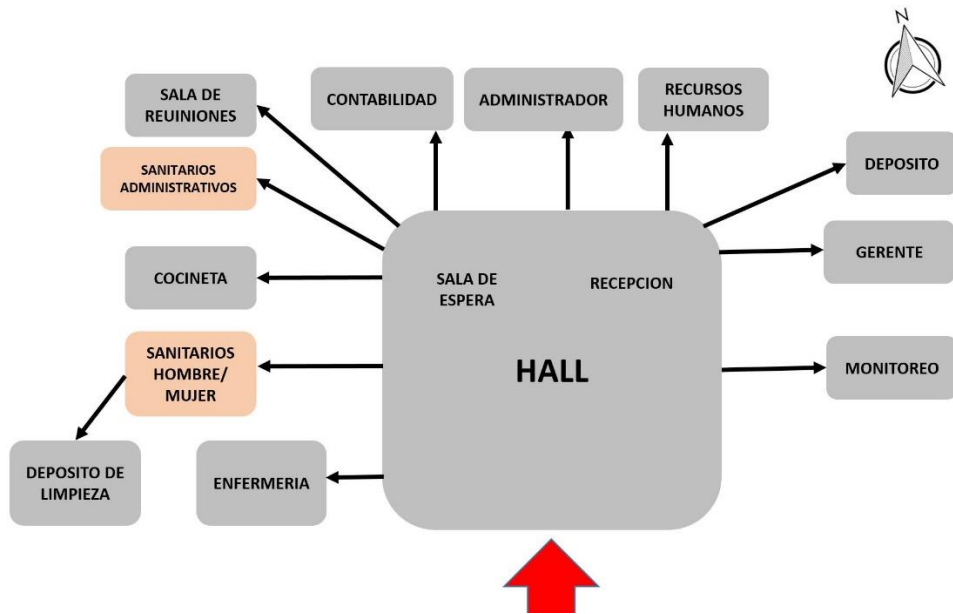 N
SALA DE
REUINIONES
CONTABILIDAD
ADMINISTRADOR
RECURSOS
HUMANOS
SANITARIOS
ADMINISTRATIVOS
DEPOSITO
COCINETA
GERENTE
SALA DE
ESPERA
RECEPCION
SANITARIOS
HOMBRE/
MUJER
HALL
MONITOREO
DEPOSITO DE
LIMPIEZA
ENFERMERIA